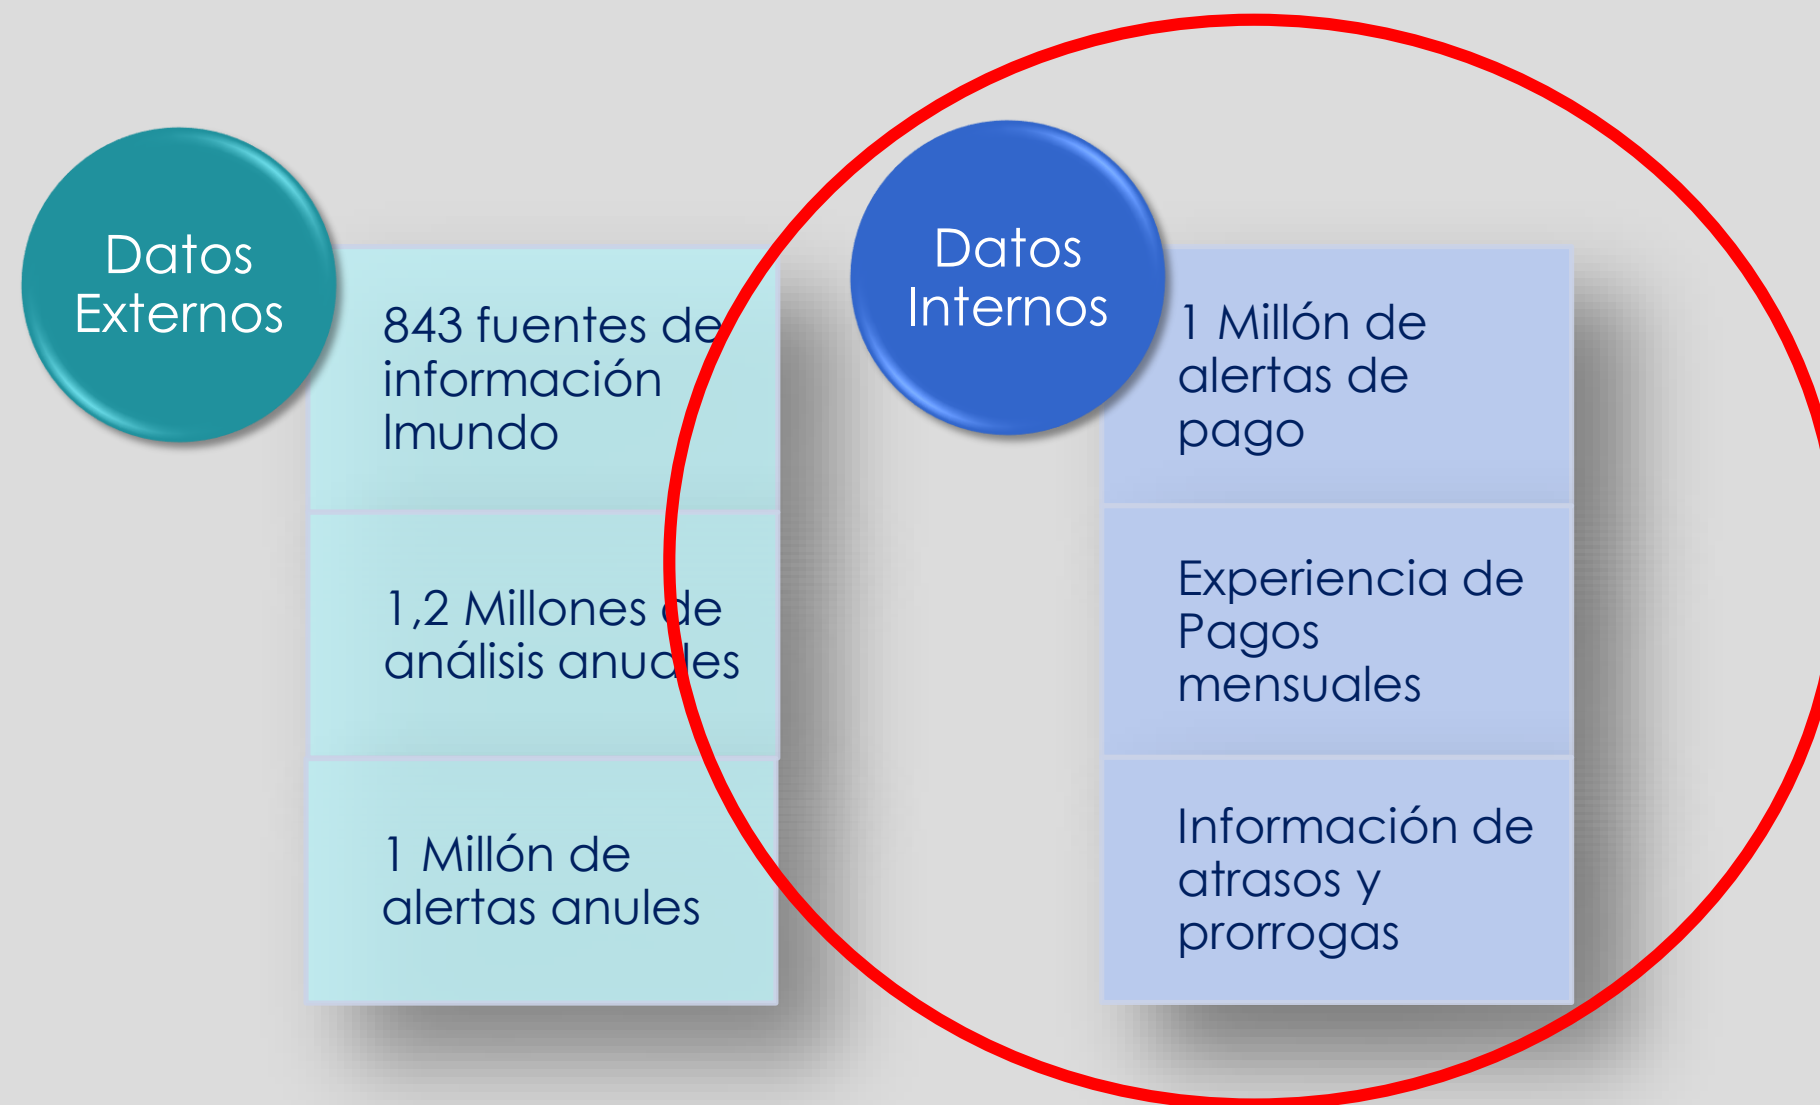 Datos
Externos
843 fuentes de
información
lmundo
1,2 Millones de
análisis anuales
1 Millón de
alertas anules
Datos
Internos
1 Millón de
alertas de
pago
Experiencia de
Pagos
mensuales
Información de
atrasos y
prorrogas